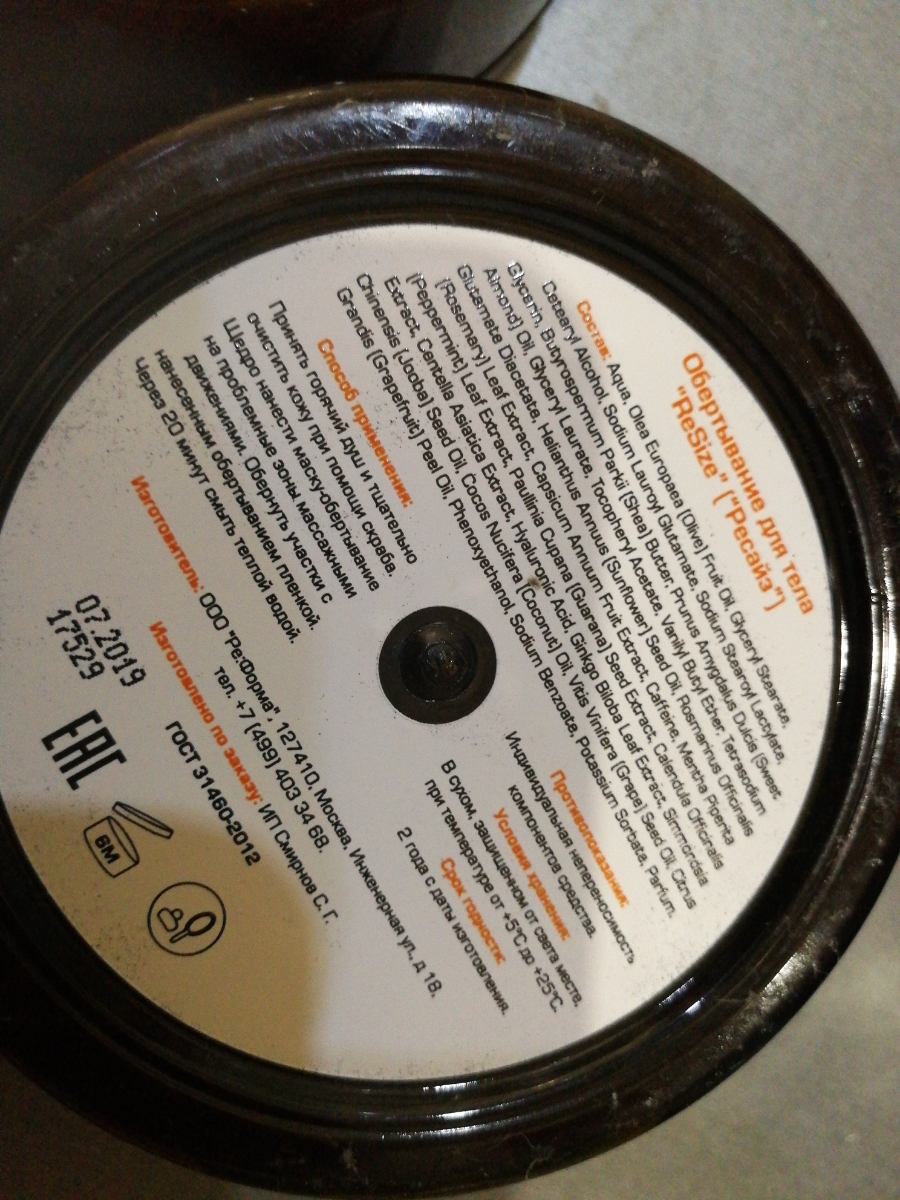 Обертывание для тела
"ReSize" ("Ресайз")
Состав: Aqua, Olea Europaea (Olive) Fruit Oil, Glyceryl Stearate,
Cetearyl Alcohol, Sodium Lauroyl Glutamate, Sodium Stearoyl Lactylate,
Glycerin, Butyrospermum Parkii (Shea) Butter, Prunus Amygdalus Dulcis (Sweet
Almond) Oil, Glyceryl Laurate, Tocopheryl Acetate, Vanillyl Butyl Ether, Tetrasodium
Glutamate Diacetate, Helianthus Annuus (Sunflower) Seed Oil, Rosmarinus Officinalis
(Rosemary) Leaf Extract, Capsicum Annuum Fruit Extract, Caffeine, Mentha Piperita
(Peppermint) Leaf Extract, Paullinia Cupana (Guarana) Seed Extract, Calendula Officinalis
Extract, Centella Asiatica Extract, Hyaluronic Acid, Ginkgo Biloba Leaf Extract, Simmondsia
Chinensis (Jojoba) Seed Oil, Cocos Nucifera (Coconut) Oil, Vitis Vinifera (Grape) Seed Oil, Citrus
Grandis (Grapefruit) Peel Oil, Phenoxyethanol, Sodium Benzoate, Potassium Sorbate, Parfum.
Способ применения:
Принять горячий душ и тщательно
очистить кожу при помощи скраба.
Щедро нанести маску-обертывание
на проблемные зоны массажными
движениями. Обернуть участки с
нанесенным обертыванием пленкой.
Через 20 минут смыть теплой водой.
Противопоказания:
Индивидуальная непереносимость
компонентов средства.
Условия хранения:
В сухом, защищенном от света месте,
при температуре от +5°C до +25°C.
Срок годности:
2 года с даты изготовления.
Изготовитель: ООО "Ре:Форма", 127410, Москва, Инженерная ул., д 18,
тел. +7 (499) 403 34 68.
Изготовлено по заказу: ИП Смирнов С. Г.
ГОСТ 31460-2012
07.2019
17529
EAC
6M